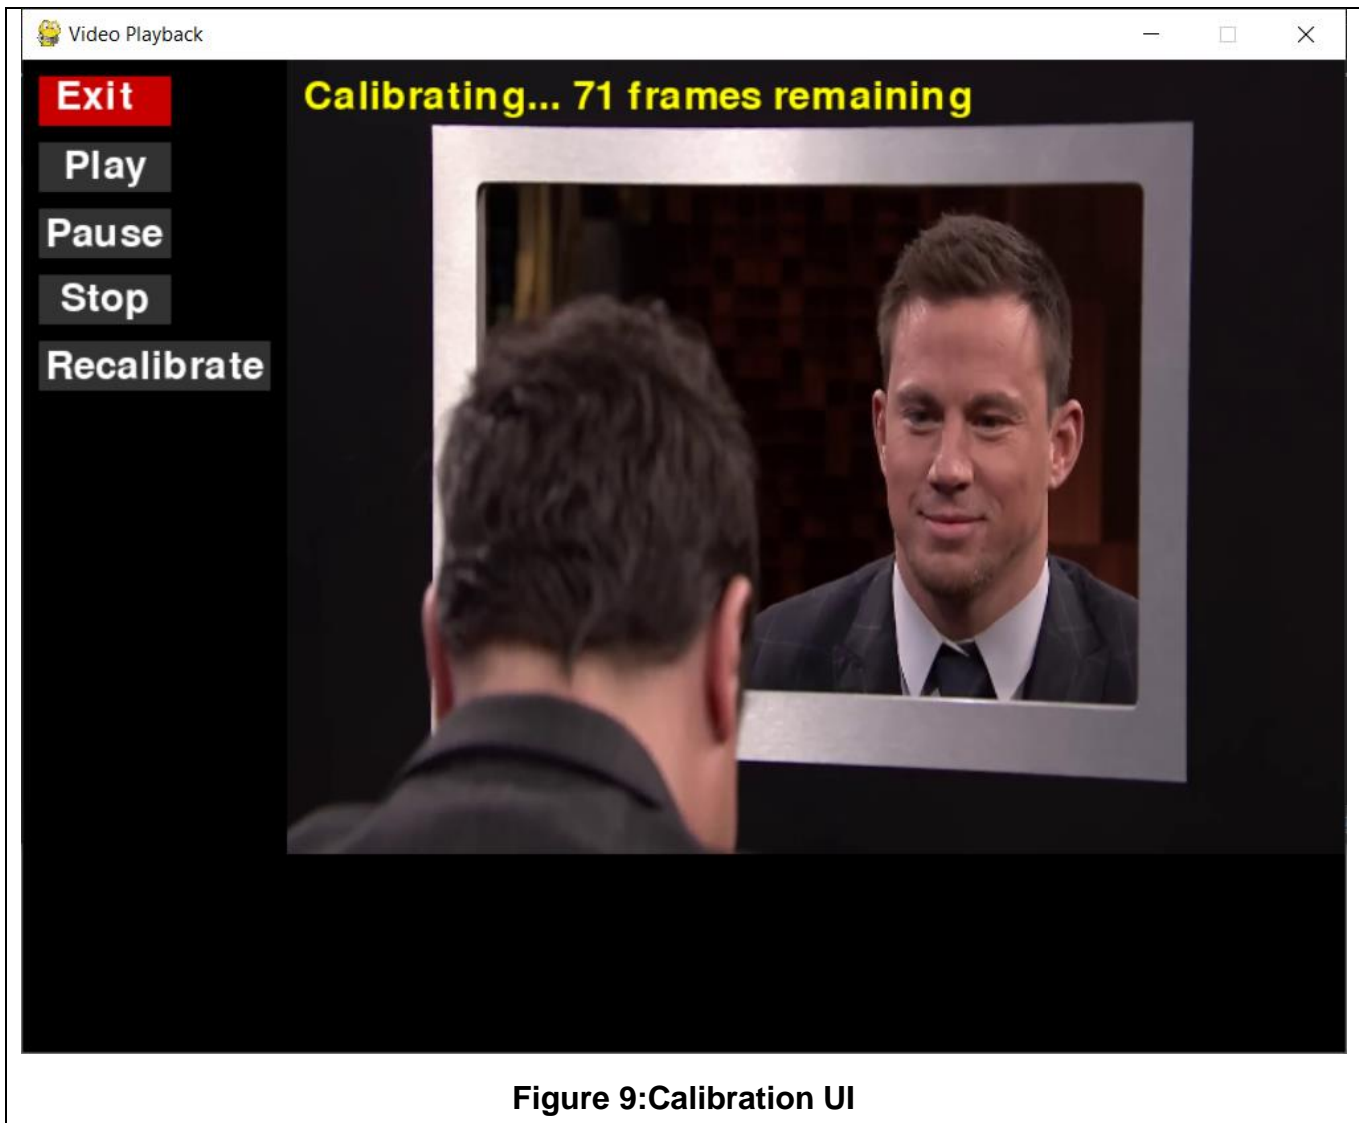 Video Playback
Exit
Calibrating... 71 frames remaining
Play
Pause
Stop
Recalibrate
Figure 9:Calibration UI